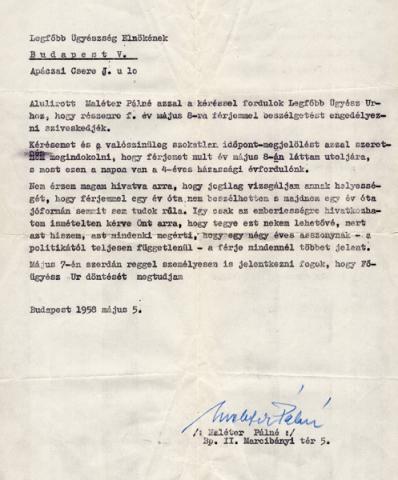 Legfőbb Ügyészség Elnökének
Budapest V.
Apáczai Csere J. u 10
Alulirott Maléter Pálné azzal a kéréssel fordulok Legfőbb Ügyész Ur-
hoz, hogy részemre f. év május 8-ra férjemmel beszélgetést engedélyez-
ni sziveskedjék.
Kérésemet és a valószinüleg szokatlan időpont-megjelölést azzal szeret-
ném megindokolni, hogy férjemet mult év május 8-án láttam utoljára,
s most ezen a napon van a 4-éves házassági évfordulónk.
Nem érzem magam hivatva arra, hogy jogilag vizsgáljam annak helyessé-
gét, hogy férjemmel egy év óta nem beszélhetten s majdnem egy év óta
jóformán semmit sem tudok róla. Igy csak az emberiességre hivatkozha-
tom ismételten kérve Önt arra, hogy tegye ezt nekem lehetővé, mert
azt hiszem, azt mindenki megérti, hogy egy négy éves asszonynak - a
politikától teljesen függetlenül - a férje mindennél többet jelent.
Május 7-én szerdán reggel személyesen is jelentkezni fogok, hogy Fő-
ügyész Ur döntését megtudjam
Budapest 1958 május 5.
Maléter Pálné
/: Maléter Pálné :/
Bp. II. Marcibányi tér 5.